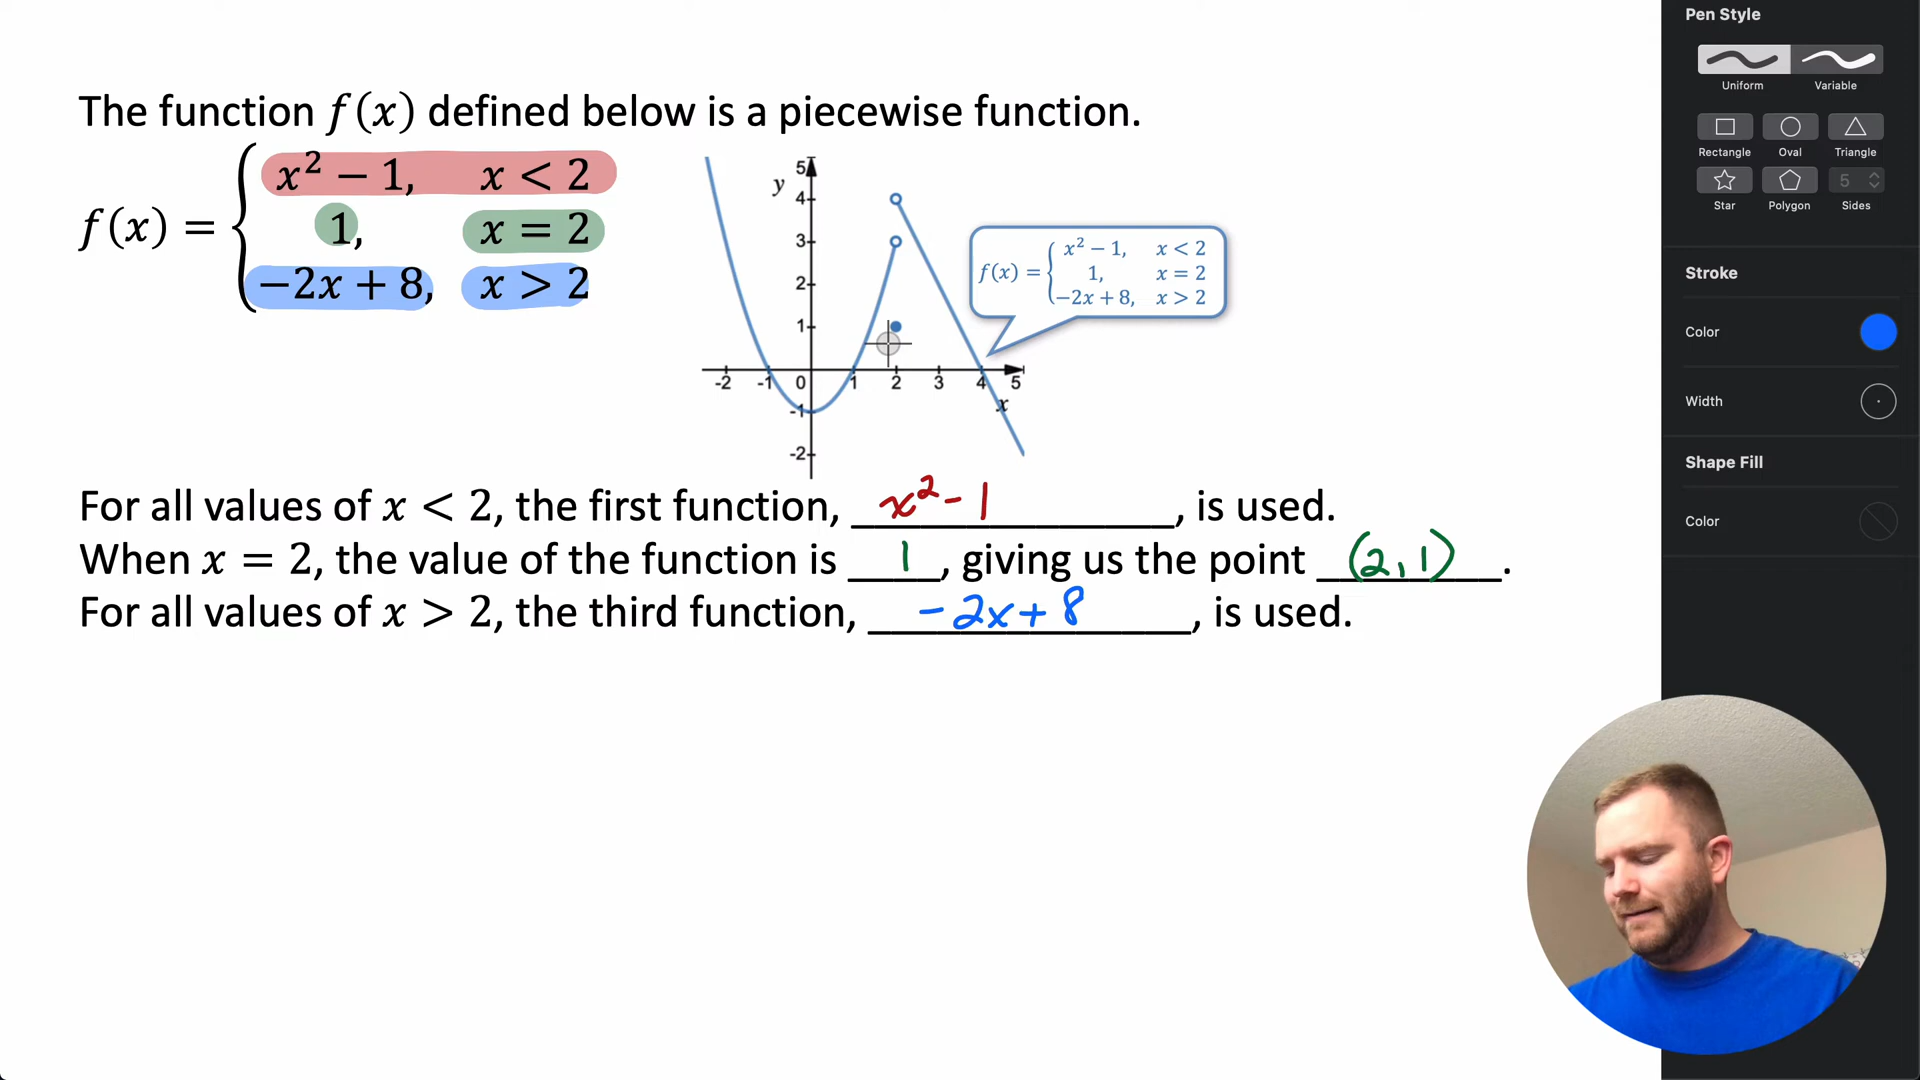 Pen Style
Uniform Variable
Rectangle Oval Triangle
5
Star Polygon Sides
Stroke
Color
Width
Shape Fill
Color
The function f(x) defined below is a piecewise function.
f(x) = { x² − 1, x < 2
1, x = 2
−2x + 8, x > 2
y
5
4
3
2
1
-2 -1 0 1 2 3 4 5
x
-1
-2
f(x) = { x² − 1, x < 2
1, x = 2
−2x + 8, x > 2
For all values of x < 2, the first function, x² - 1, is used.
When x = 2, the value of the function is 1, giving us the point (2,1).
For all values of x > 2, the third function, -2x+8, is used.